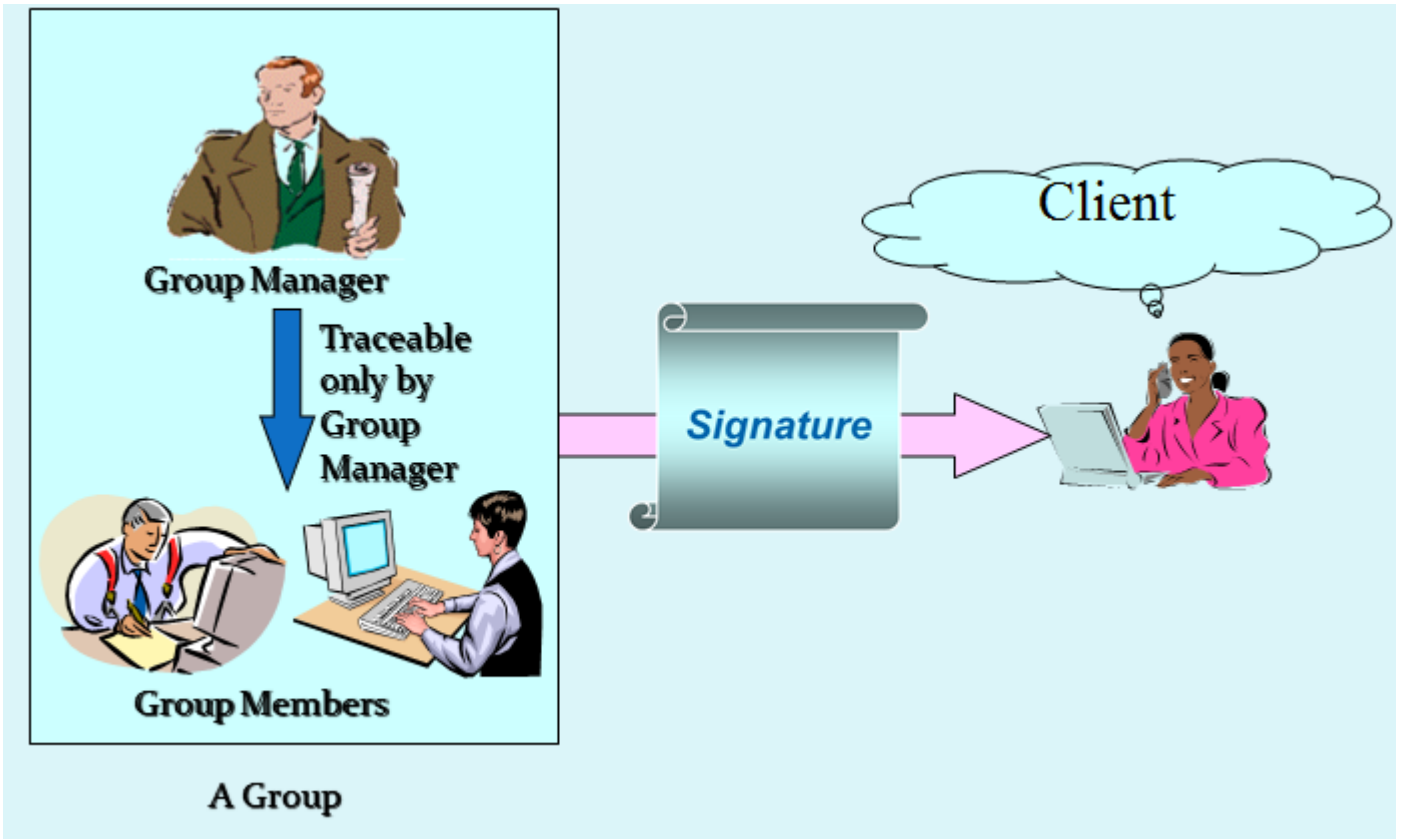 Group Manager
Traceable
only by
Group
Manager
Group Members
A Group
Signature
Client